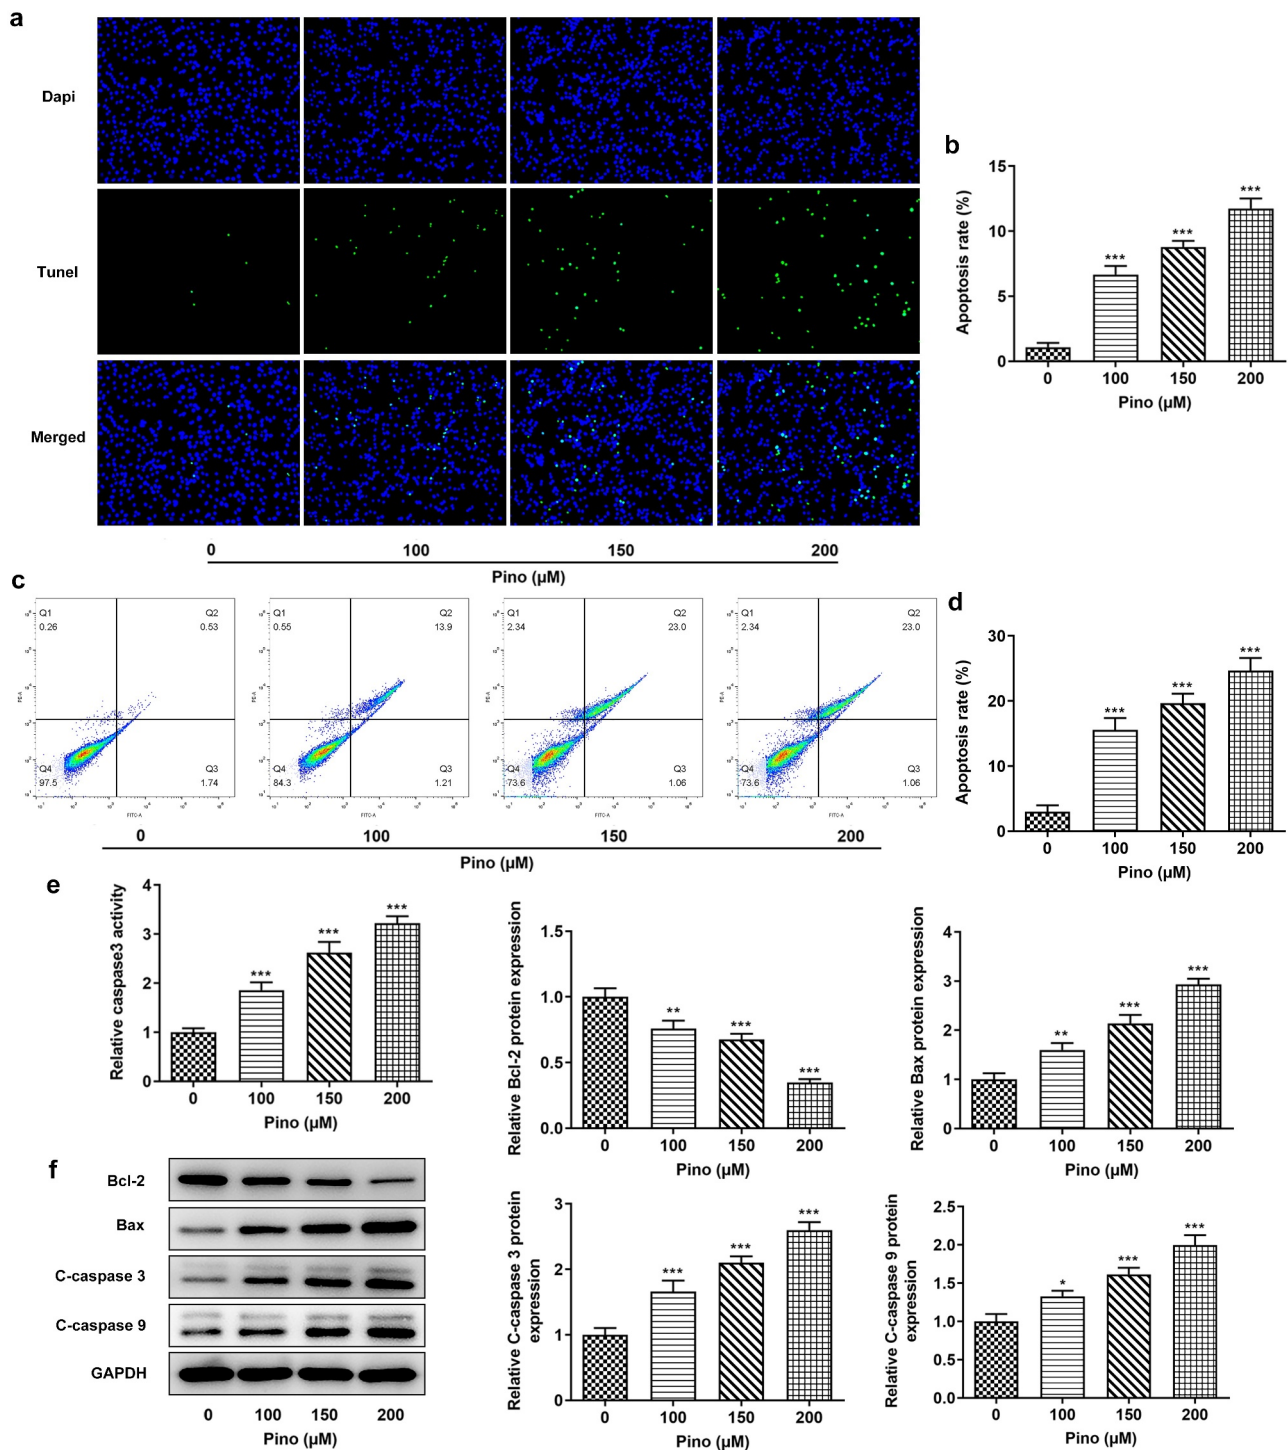 a
Dapi
Tunel
Merged
0 100 150 200
Pino (µM)
b
Apoptosis rate (%)
15
10
5
0
*** *** ***
0 100 150 200
Pino (µM)
c
Q1 Q2
0.26 0.53
Q4 Q3
97.5 1.74
PE-A
FITC-A
Q1 Q2
0.55 13.9
Q4 Q3
84.3 1.21
PE-A
FITC-A
Q1 Q2
2.34 23.0
Q4 Q3
73.6 1.06
PE-A
FITC-A
Q1 Q2
2.34 23.0
Q4 Q3
73.6 1.06
PE-A
FITC-A
0 100 150 200
Pino (µM)
d
Apoptosis rate (%)
30
20
10
0
*** *** ***
0 100 150 200
Pino (µM)
e
Relative caspase3 activity
4
3
2
1
0
*** *** ***
0 100 150 200
Pino (µM)
Relative Bcl-2 protein expression
1.5
1.0
0.5
0.0
** *** ***
0 100 150 200
Pino (µM)
Relative Bax protein expression
4
3
2
1
0
** *** ***
0 100 150 200
Pino (µM)
f
Bcl-2
Bax
C-caspase 3
C-caspase 9
GAPDH
0 100 150 200
Pino (µM)
Relative C-caspase 3 protein
expression
3
2
1
0
*** *** ***
0 100 150 200
Pino (µM)
Relative C-caspase 9 protein
expression
2.5
2.0
1.5
1.0
0.5
0.0
* *** ***
0 100 150 200
Pino (µM)